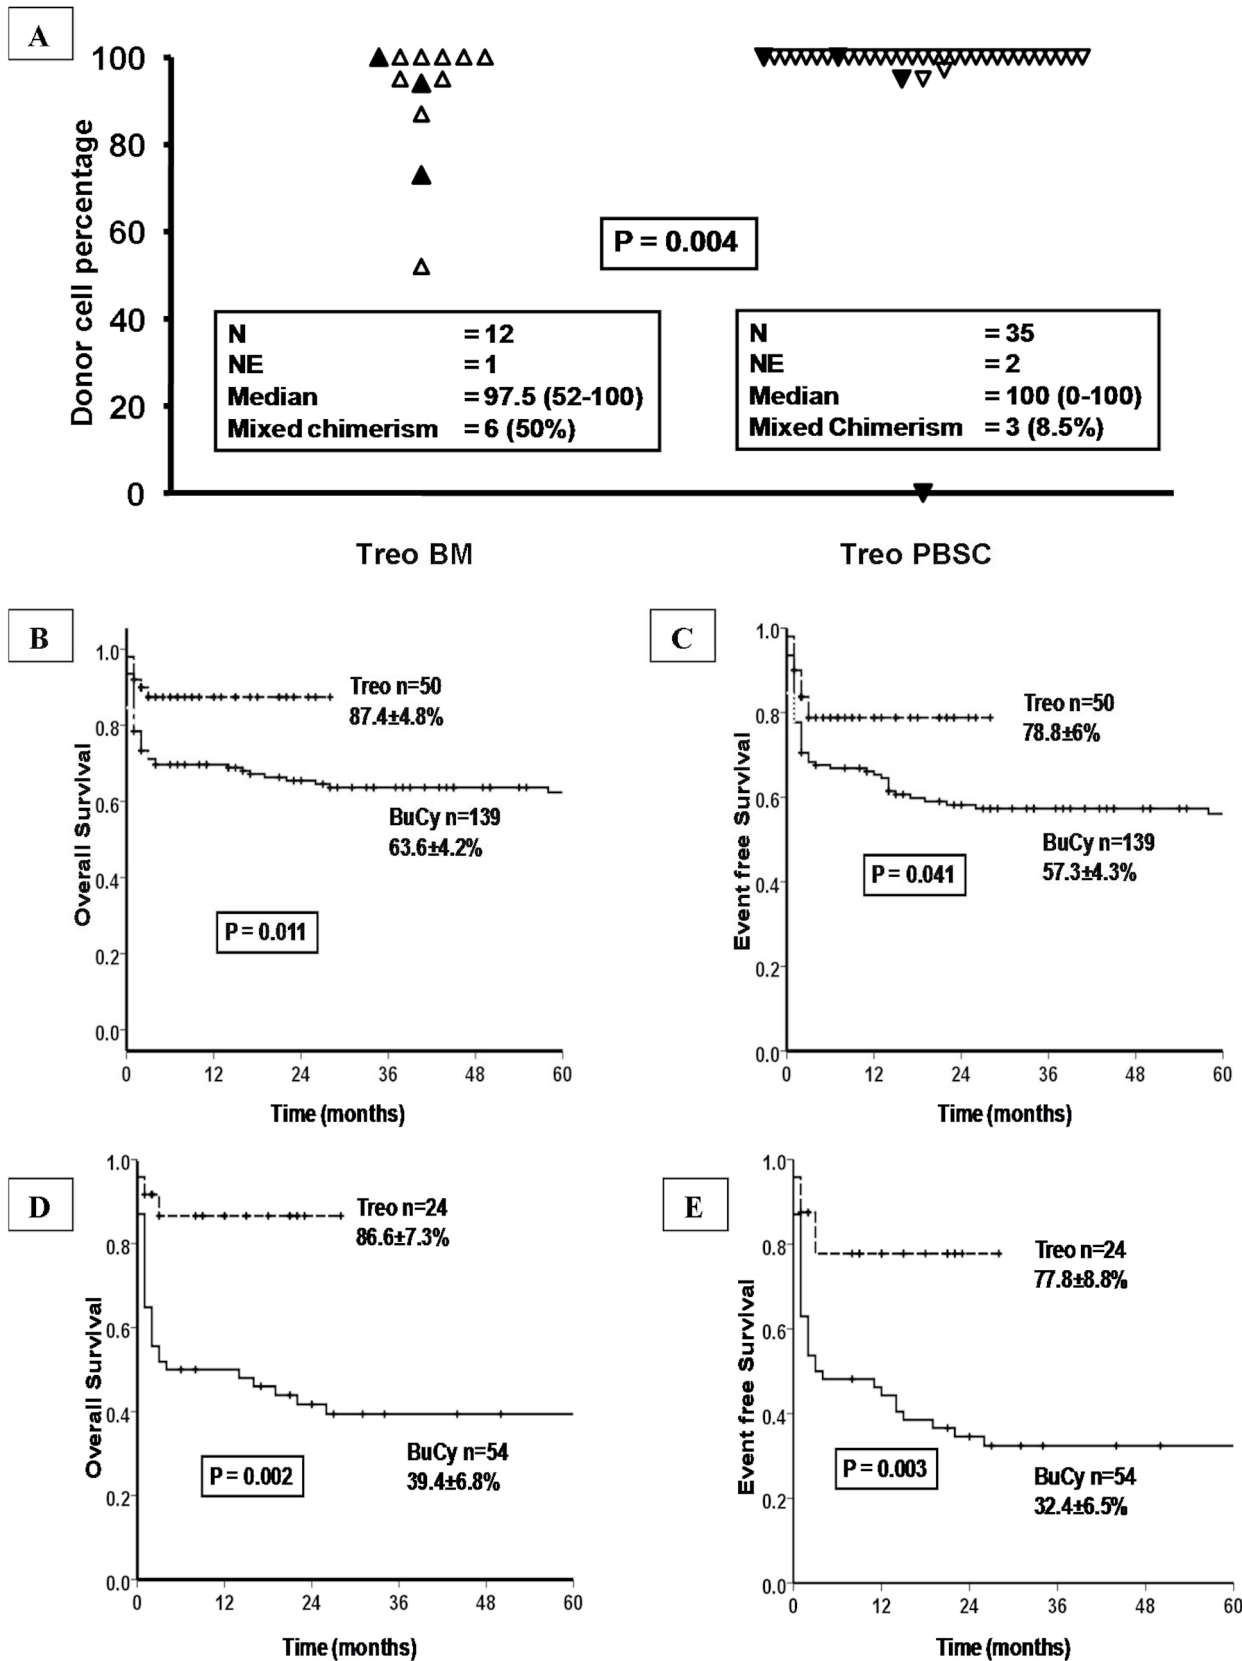 A
Donor cell percentage
100
80
60
40
20
0
P = 0.004
N = 12
NE = 1
Median = 97.5 (52-100)
Mixed chimerism = 6 (50%)
N = 35
NE = 2
Median = 100 (0-100)
Mixed Chimerism = 3 (8.5%)
Treo BM
Treo PBSC
B
Overall Survival
1.0
0.8
0.6
0.4
0.2
0.0
Treo n=50
87.4±4.8%
BuCy n=139
63.6±4.2%
P = 0.011
0 12 24 36 48 60
Time (months)
C
Event free Survival
1.0
0.8
0.6
0.4
0.2
0.0
Treo n=50
78.8±6%
BuCy n=139
57.3±4.3%
P = 0.041
0 12 24 36 48 60
Time (months)
D
Overall Survival
1.0
0.8
0.6
0.4
0.2
0.0
Treo n=24
86.6±7.3%
BuCy n=54
39.4±6.8%
P = 0.002
0 12 24 36 48 60
Time (months)
E
Event free Survival
1.0
0.8
0.6
0.4
0.2
0.0
Treo n=24
77.8±8.8%
BuCy n=54
32.4±6.5%
P = 0.003
0 12 24 36 48 60
Time (months)